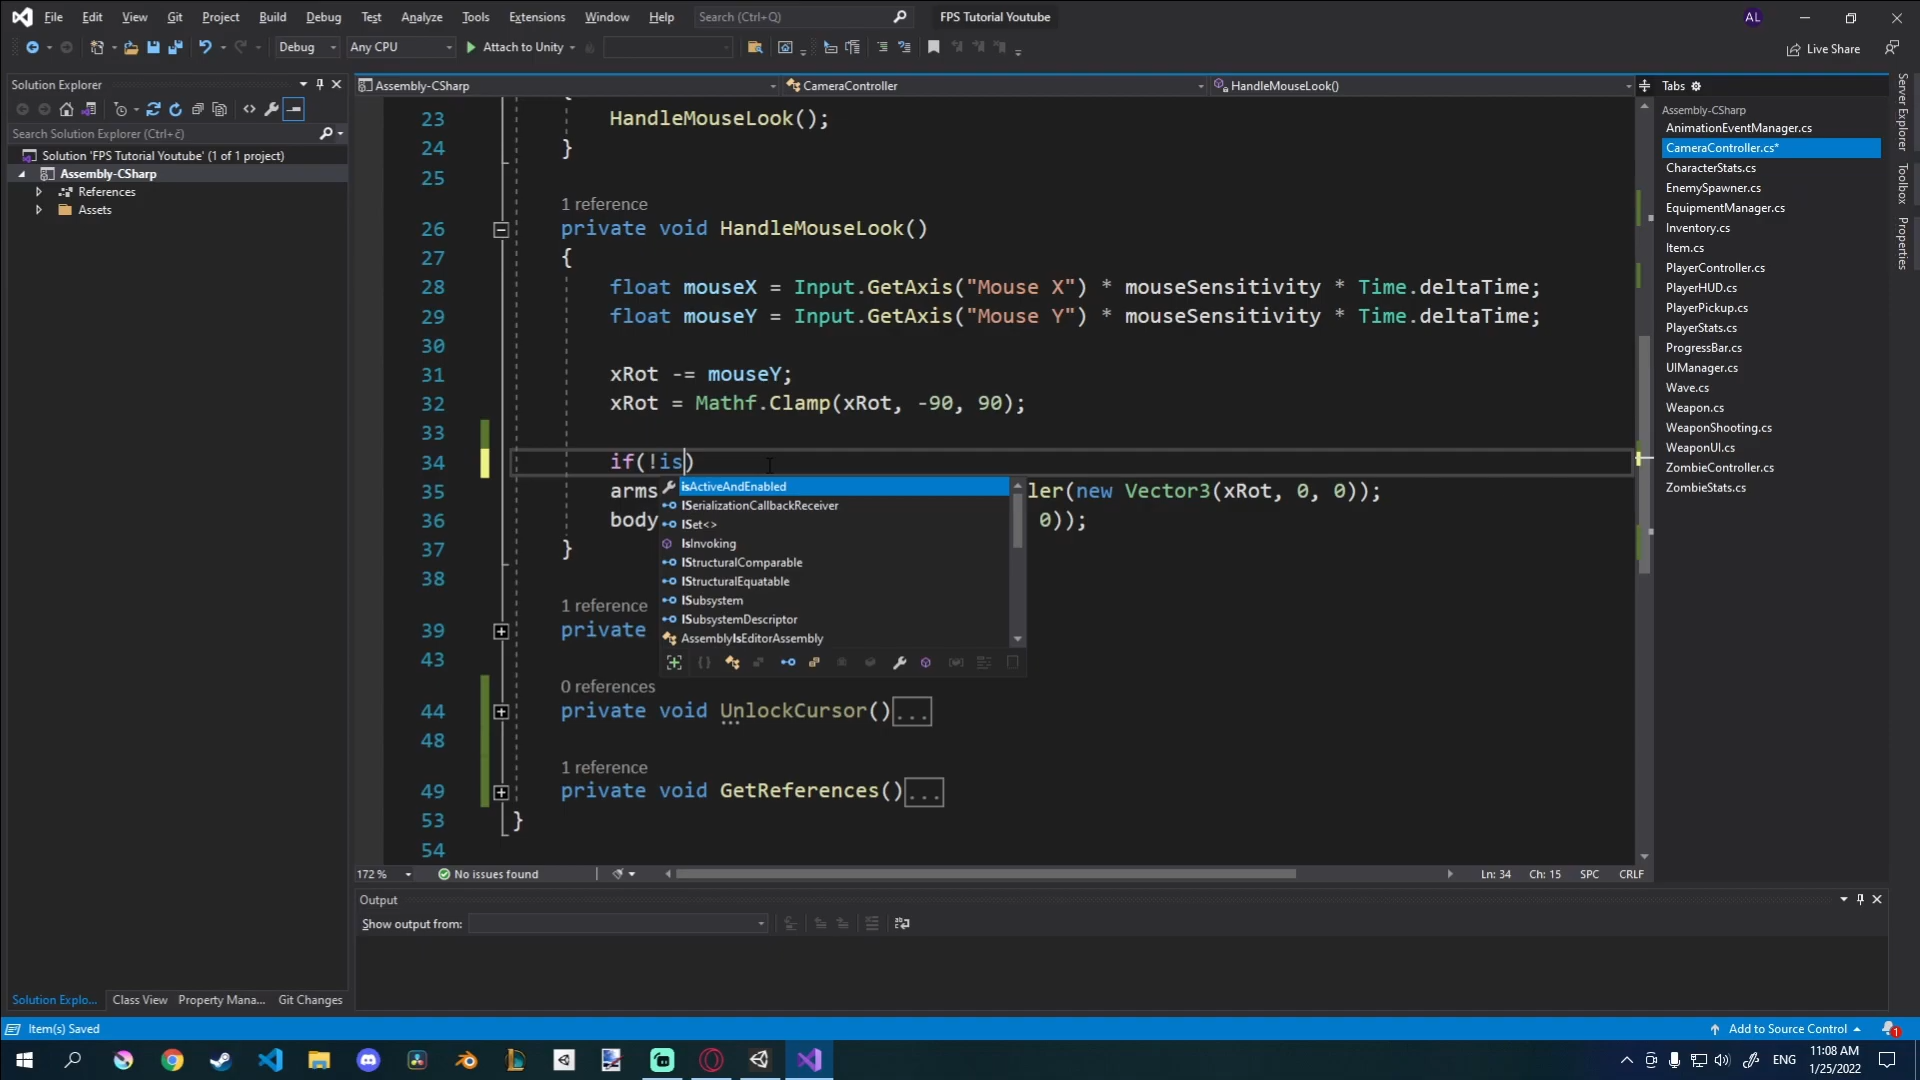 File Edit View Git Project Build Debug Test Analyze Tools Extensions Window Help Search (Ctrl+Q) FPS Tutorial Youtube AL
Debug Any CPU Attach to Unity Live Share
Solution Explorer
Search Solution Explorer (Ctrl+č)
Solution 'FPS Tutorial Youtube' (1 of 1 project)
Assembly-CSharp
References
Assets
Assembly-CSharp CameraController HandleMouseLook()
23 HandleMouseLook();
24 }
25
1 reference
26 private void HandleMouseLook()
27 {
28 float mouseX = Input.GetAxis("Mouse X") * mouseSensitivity * Time.deltaTime;
29 float mouseY = Input.GetAxis("Mouse Y") * mouseSensitivity * Time.deltaTime;
30
31 xRot -= mouseY;
32 xRot = Mathf.Clamp(xRot, -90, 90);
33
34 if(!is)
35 arms ler(new Vector3(xRot, 0, 0));
36 body 0));
37 }
38
1 reference
39 private
43
0 references
44 private void UnlockCursor()...
48
1 reference
49 private void GetReferences()...
53 }
54
isActiveAndEnabled
ISerializationCallbackReceiver
ISet<>
IsInvoking
IStructuralComparable
IStructuralEquatable
ISubsystem
ISubsystemDescriptor
AssemblyIsEditorAssembly
172 % No issues found Ln: 34 Ch: 15 SPC CRLF
Output
Show output from:
Tabs
Assembly-CSharp
AnimationEventManager.cs
CameraController.cs*
CharacterStats.cs
EnemySpawner.cs
EquipmentManager.cs
Inventory.cs
Item.cs
PlayerController.cs
PlayerHUD.cs
PlayerPickup.cs
PlayerStats.cs
ProgressBar.cs
UIManager.cs
Wave.cs
Weapon.cs
WeaponShooting.cs
WeaponUI.cs
ZombieController.cs
ZombieStats.cs
Server Explorer
Toolbox
Properties
Solution Explo... Class View Property Mana... Git Changes
Item(s) Saved Add to Source Control 1
ENG 11:08 AM
1/25/2022